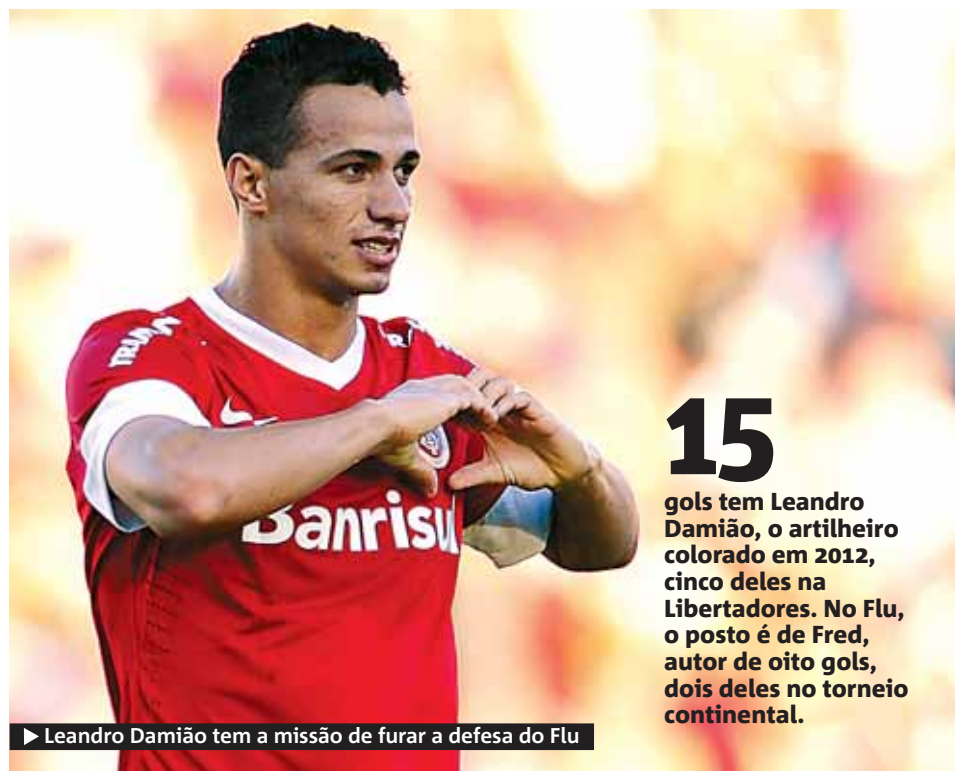 TRAMON
Banrisul
15
gols tem Leandro
Damião, o artilheiro
colorado em 2012,
cinco deles na
Libertadores. No Flu,
o posto é de Fred,
autor de oito gols,
dois deles no torneio
continental.
▶ Leandro Damião tem a missão de furar a defesa do Flu